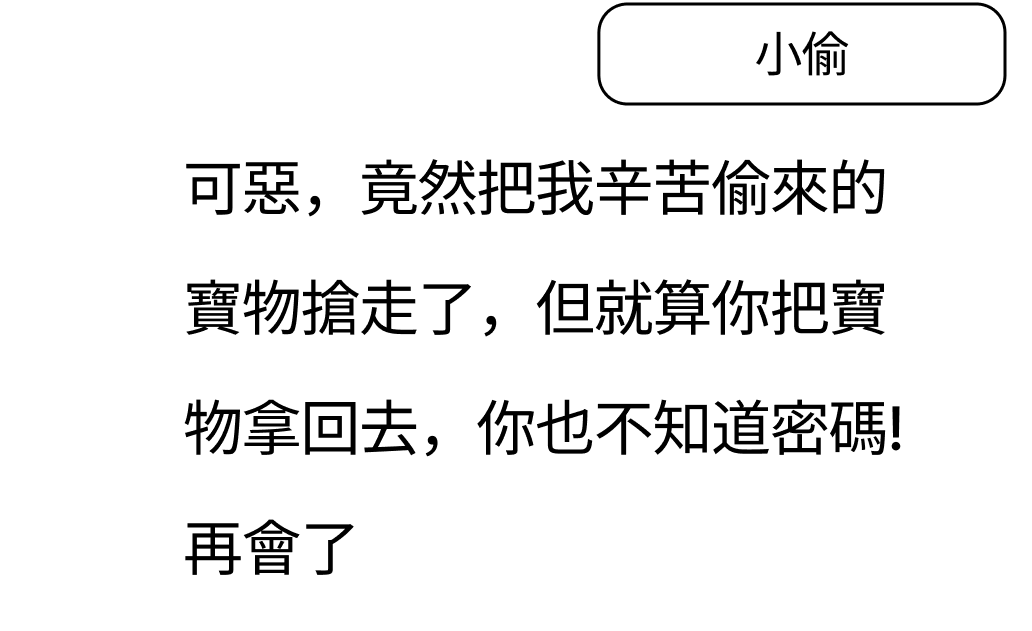 小偷
可惡，竟然把我辛苦偷來的
寶物搶走了，但就算你把寶
物拿回去，你也不知道密碼!
再會了